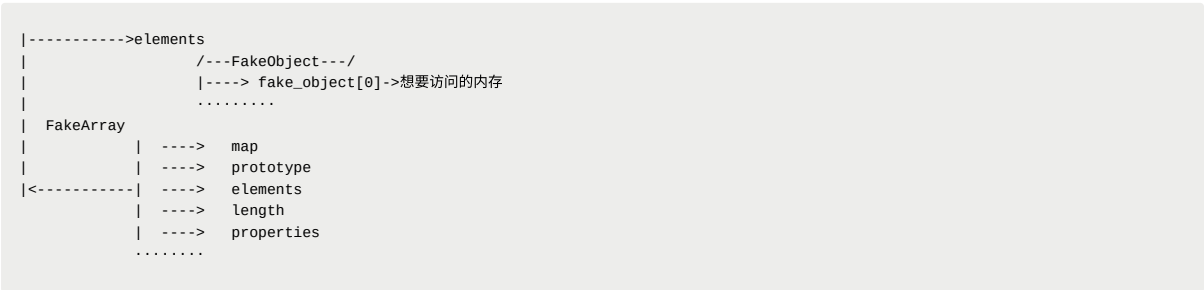 |----------->elements
|                   /---FakeObject---/
|                   |----> fake_object[0]->想要访问的内存
|                   ·········
|  FakeArray
|            |  ---->   map
|            |  ---->   prototype
|<-----------|  ---->   elements
             |  ---->   length
             |  ---->   properties
             ········